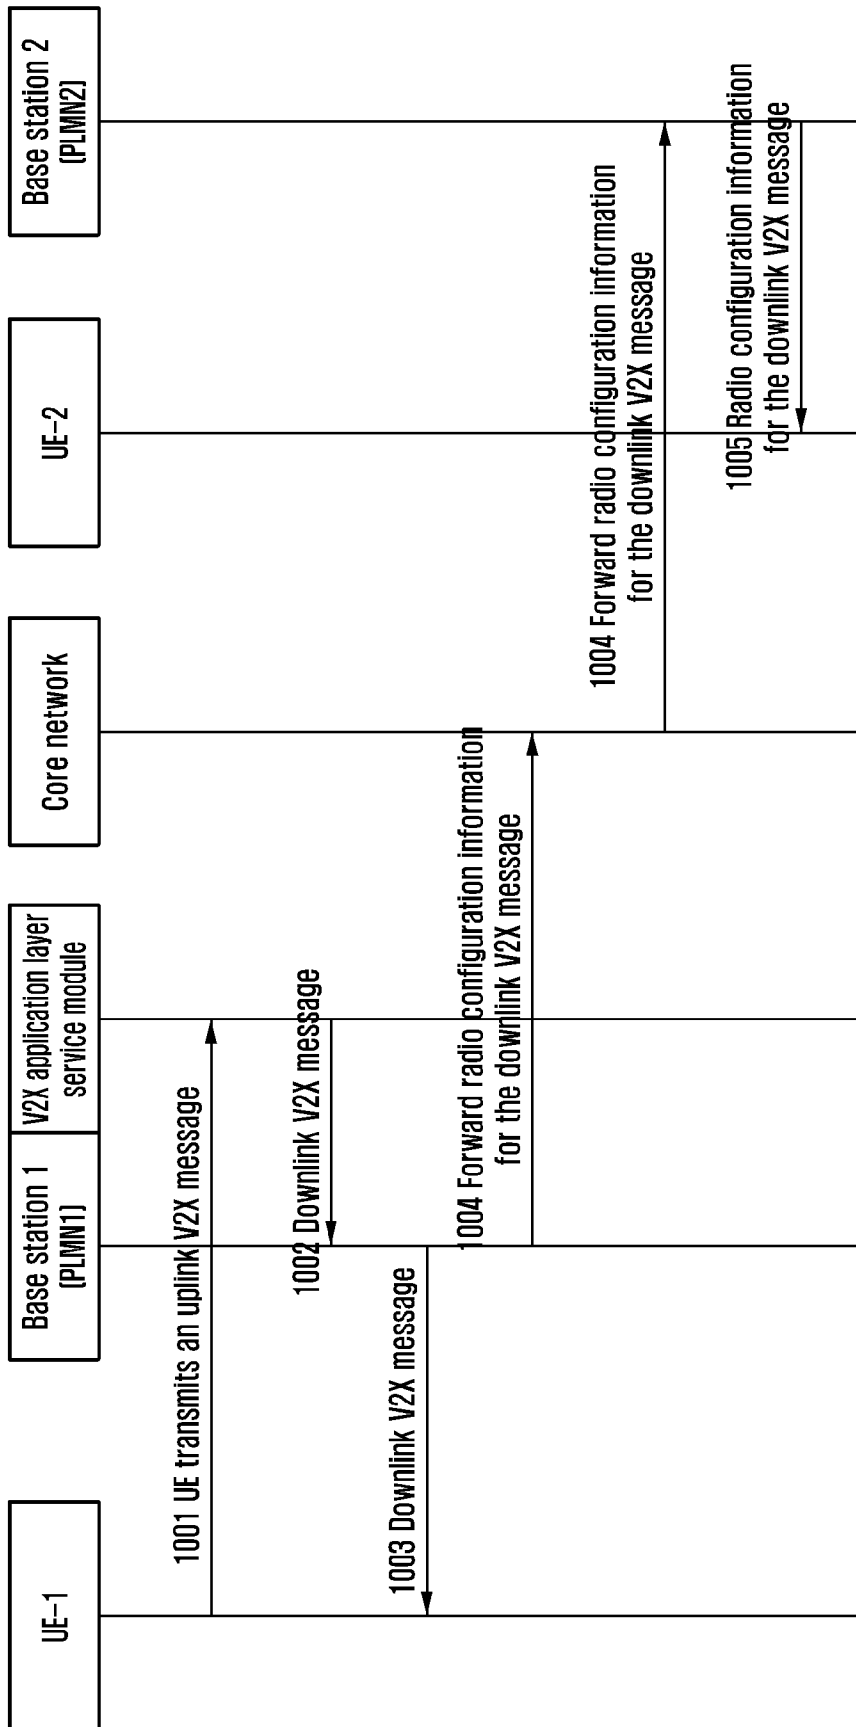 UE-1
Base station 1
(PLMN1)
V2X application layer
service module
Core network
UE-2
Base station 2
(PLMN2)
1001 UE transmits an uplink V2X message
1002 Downlink V2X message
1003 Downlink V2X message
1004 Forward radio configuration information
for the downlink V2X message
1004 Forward radio configuration information
for the downlink V2X message
1005 Radio configuration information
for the downlink V2X message